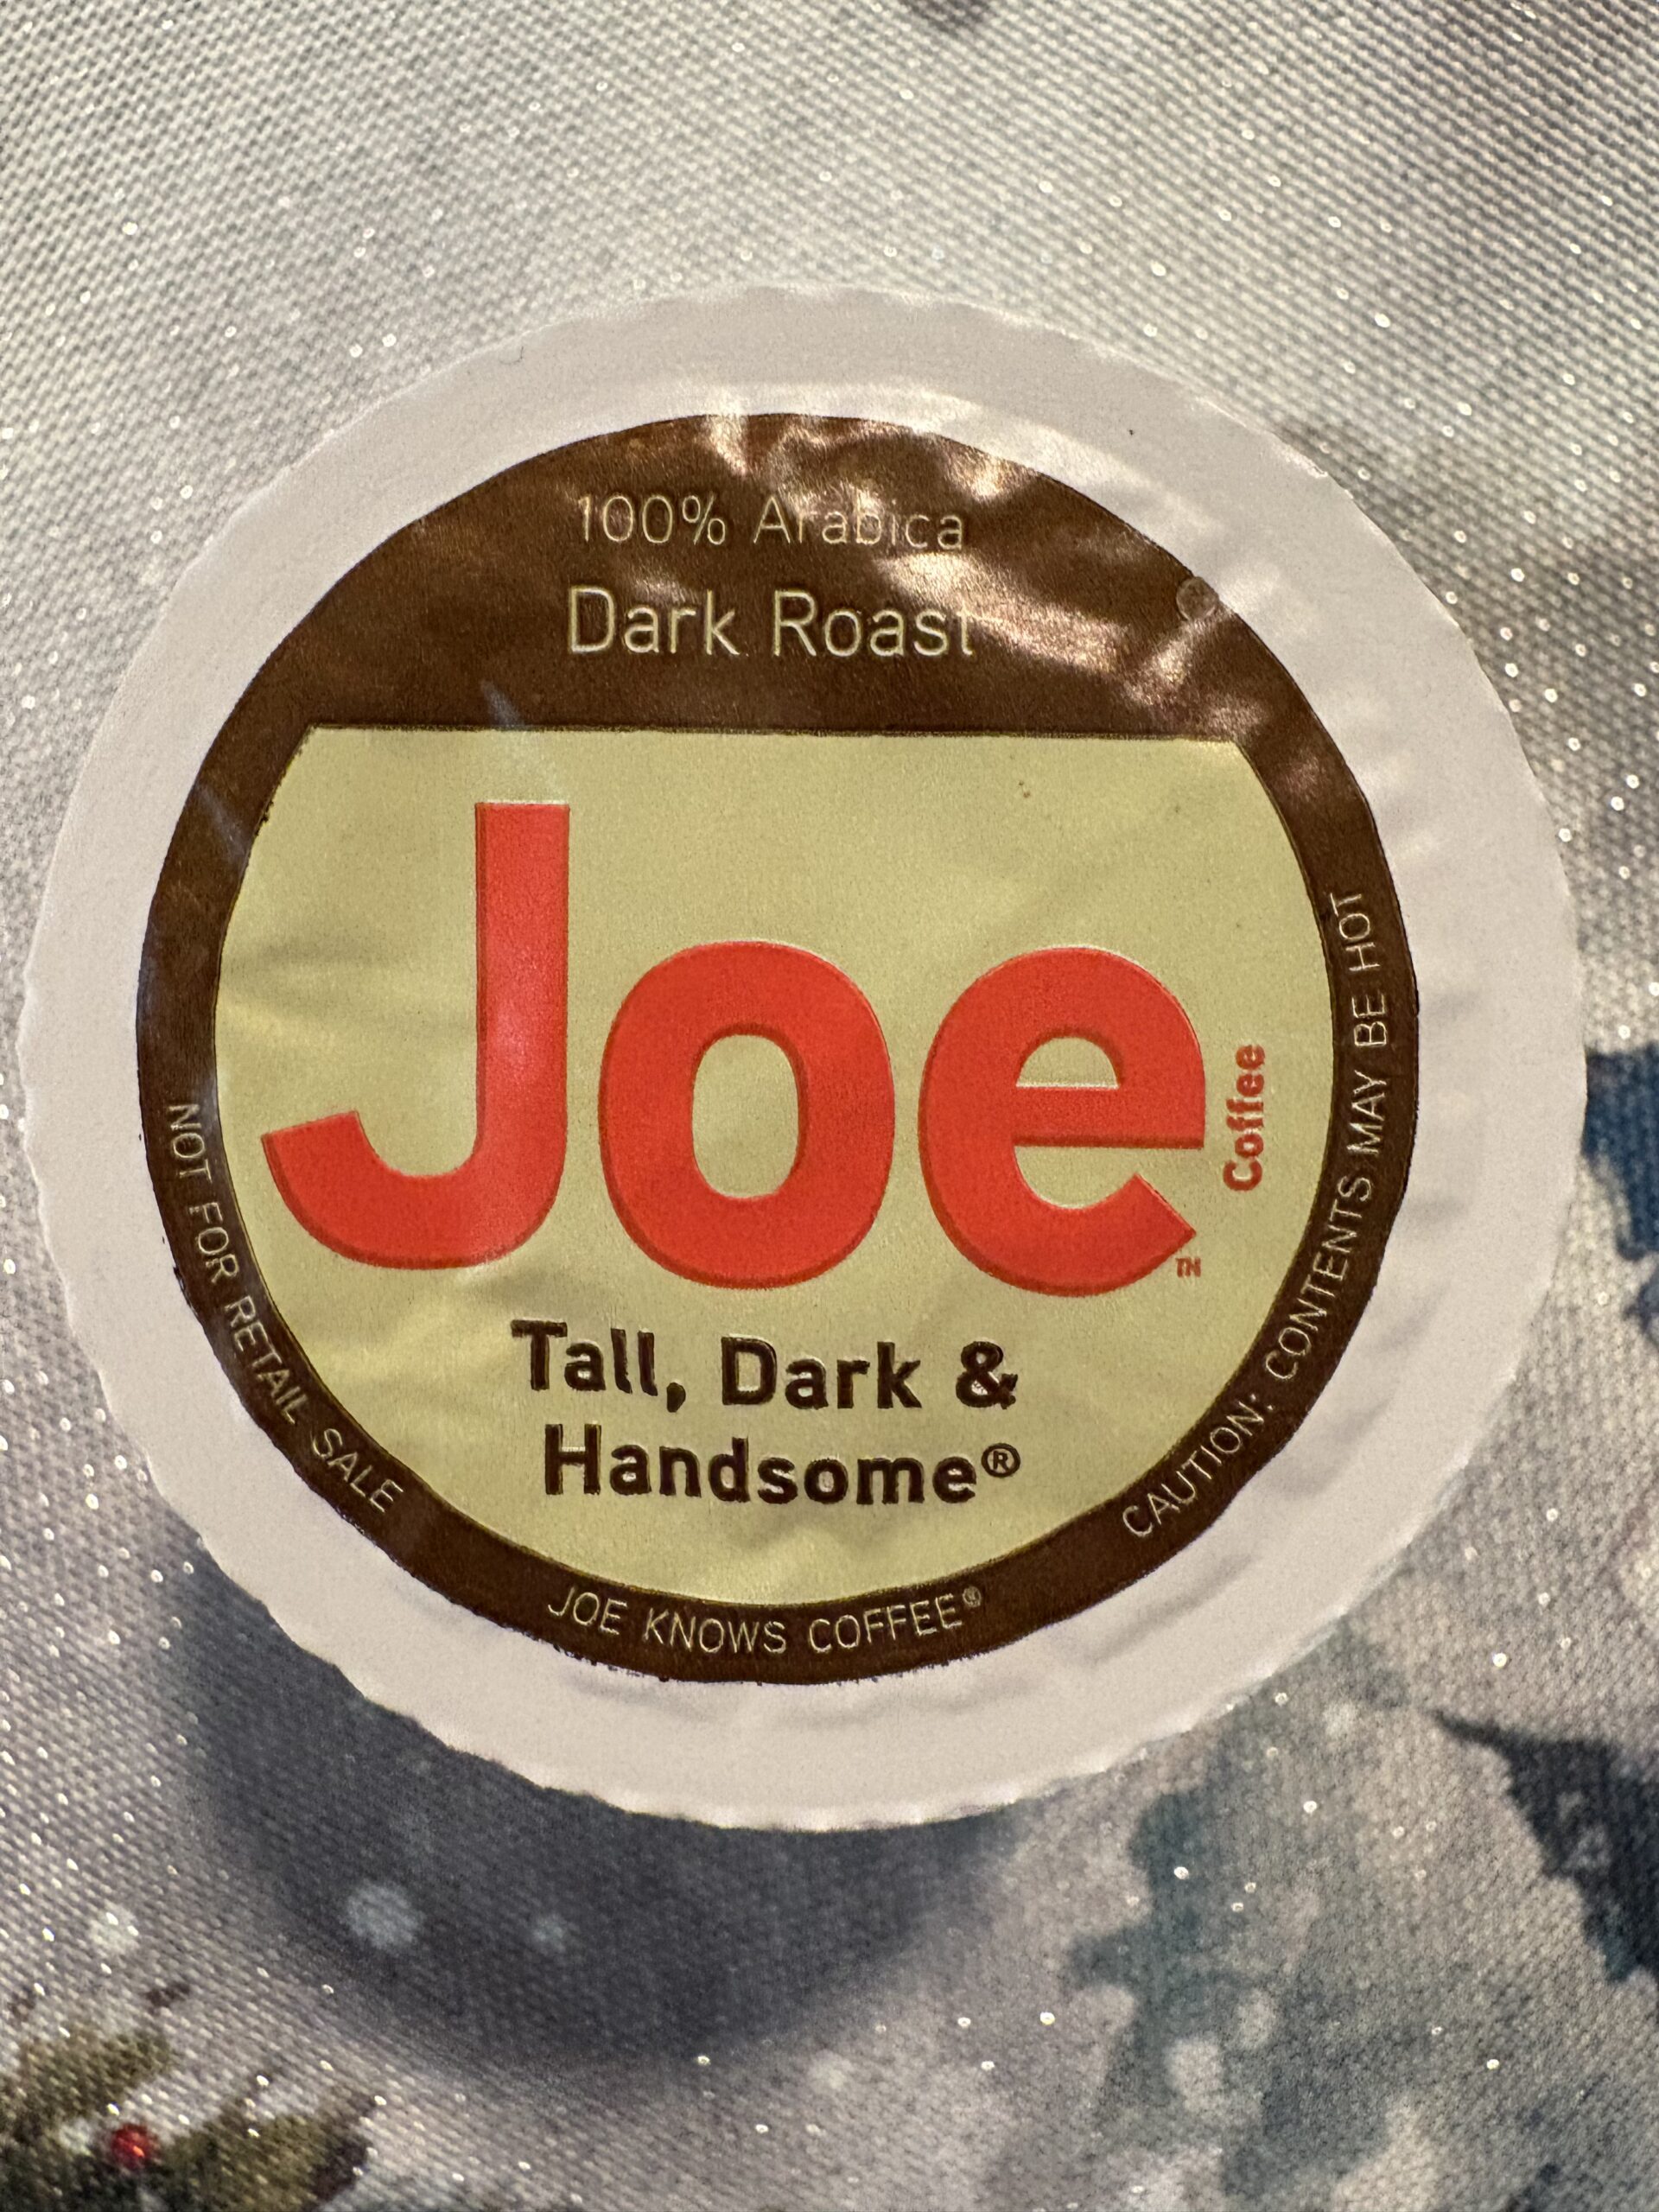 100% Arabica
Dark Roast
Joe
Coffee
TM
Tall, Dark &
Handsome®
NOT FOR RETAIL SALE
JOE KNOWS COFFEE®
CAUTION: CONTENTS MAY BE HOT